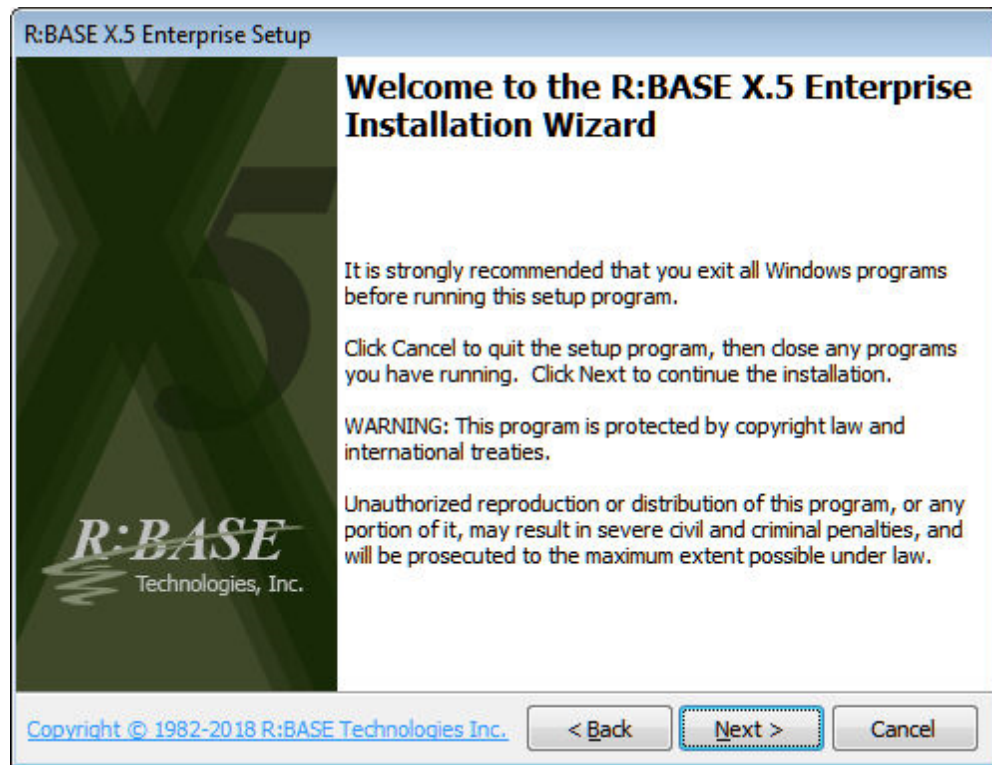 R:BASE X.5 Enterprise Setup
Welcome to the R:BASE X.5 Enterprise
Installation Wizard
It is strongly recommended that you exit all Windows programs
before running this setup program.
Click Cancel to quit the setup program, then close any programs
you have running.  Click Next to continue the installation.
WARNING: This program is protected by copyright law and
international treaties.
Unauthorized reproduction or distribution of this program, or any
portion of it, may result in severe civil and criminal penalties, and
will be prosecuted to the maximum extent possible under law.
X
5
R:BASE
Technologies, Inc.
Copyright © 1982-2018 R:BASE Technologies Inc.
< Back
Next >
Cancel